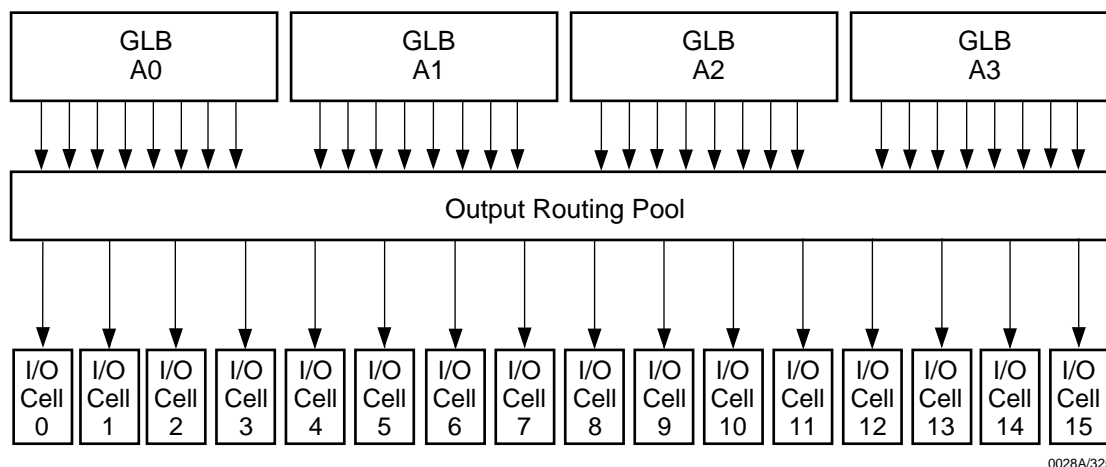 GLB
A0
GLB
A1
GLB
A2
GLB
A3
Output Routing Pool
I/O
Cell
0
I/O
Cell
1
I/O
Cell
2
I/O
Cell
3
I/O
Cell
4
I/O
Cell
5
I/O
Cell
6
I/O
Cell
7
I/O
Cell
8
I/O
Cell
9
I/O
Cell
10
I/O
Cell
11
I/O
Cell
12
I/O
Cell
13
I/O
Cell
14
I/O
Cell
15